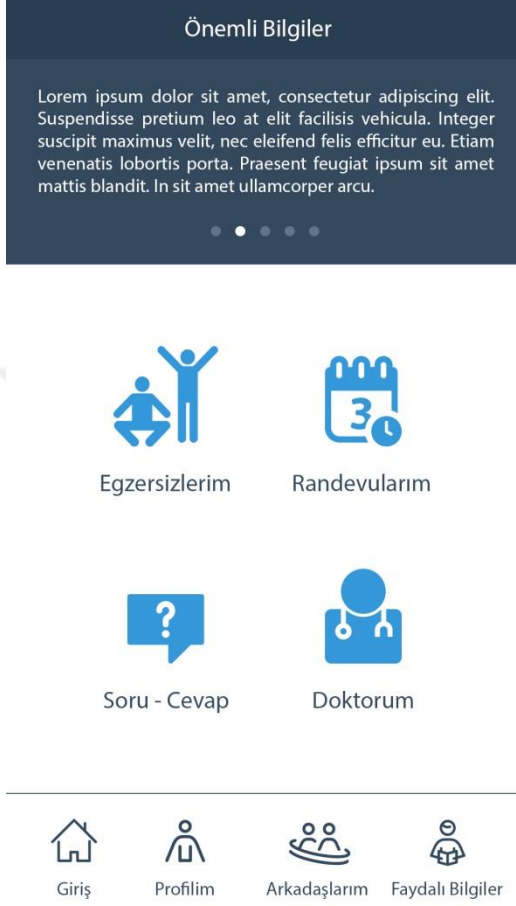 Önemli Bilgiler
Lorem ipsum dolor sit amet, consectetur adipiscing elit.
Suspendisse pretium leo at elit facilisis vehicula. Integer
suscipit maximus velit, nec eleifend felis efficitur eu. Etiam
venenatis lobortis porta. Praesent feugiat ipsum sit amet
mattis blandit. In sit amet ullamcorper arcu.
3
Egzersizlerim Randevularım
?
Soru - Cevap Doktorum
Giriş Profilim Arkadaşlarım Faydalı Bilgiler